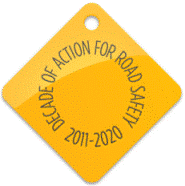 DECADE OF ACTION FOR ROAD SAFETY
2011-2020